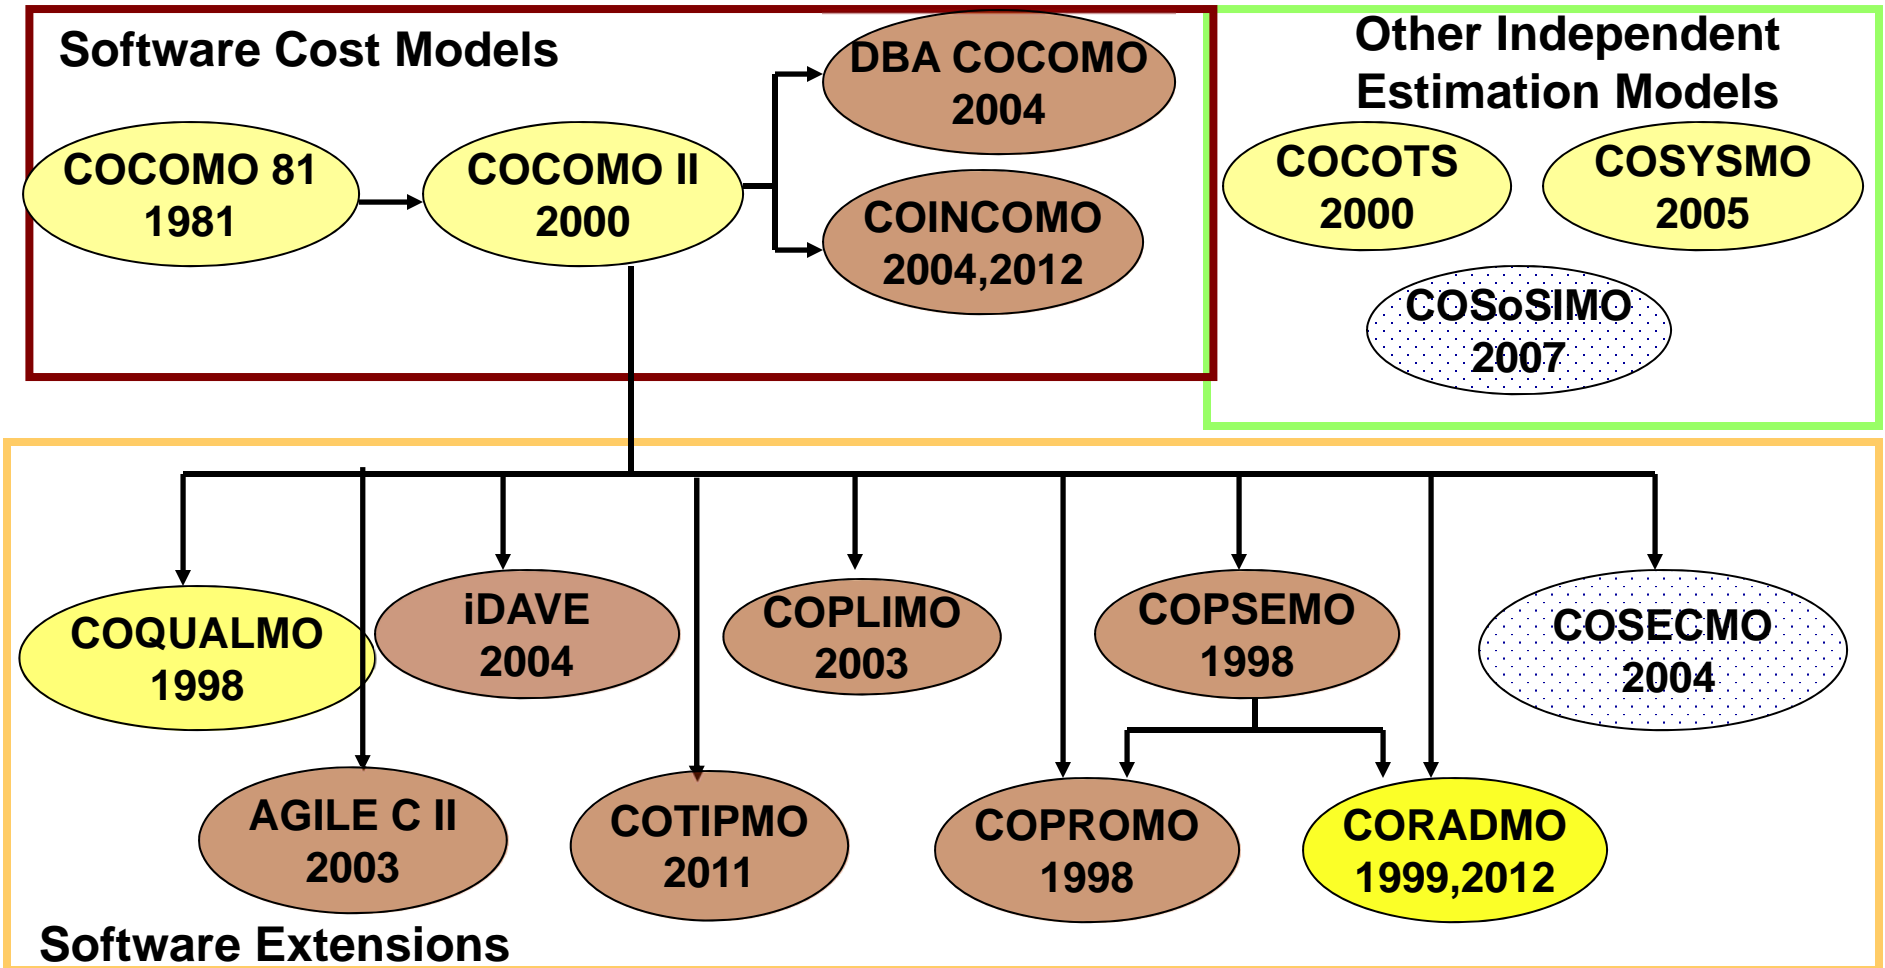 Software Cost Models
COCOMO 81
1981
COCOMO II
2000
DBA COCOMO
2004
COINCOMO
2004,2012
Other Independent
Estimation Models
COCOTS
2000
COSYSMO
2005
COSoSIMO
2007
COQUALMO
1998
iDAVE
2004
COPLIMO
2003
COPSEMO
1998
COSECMO
2004
AGILE C II
2003
COTIPMO
2011
COPROMO
1998
CORADMO
1999,2012
Software Extensions